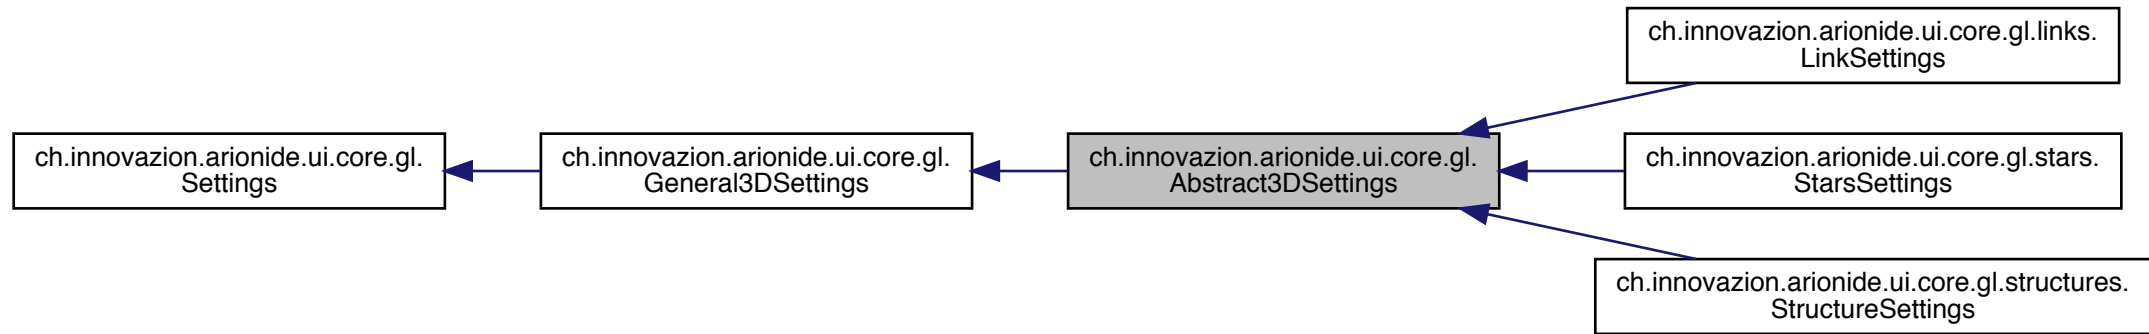 ch.innovazion.arionide.ui.core.gl.
Settings
ch.innovazion.arionide.ui.core.gl.
General3DSettings
ch.innovazion.arionide.ui.core.gl.
Abstract3DSettings
ch.innovazion.arionide.ui.core.gl.links.
LinkSettings
ch.innovazion.arionide.ui.core.gl.stars.
StarsSettings
ch.innovazion.arionide.ui.core.gl.structures.
StructureSettings